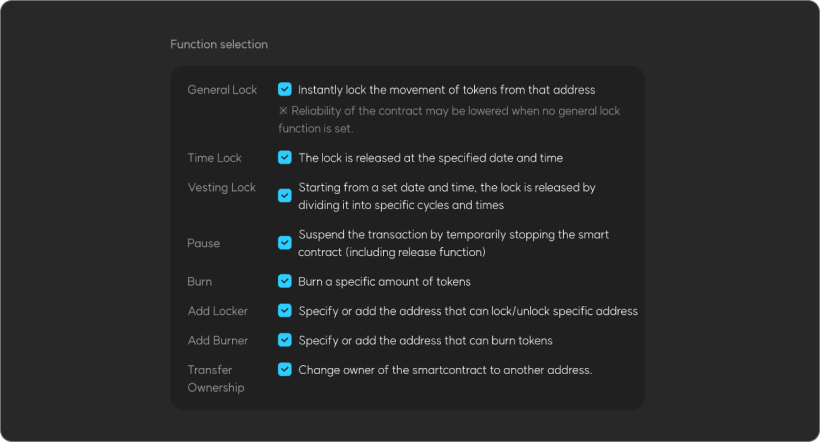 Function selection
General Lock Instantly lock the movement of tokens from that address
※ Reliability of the contract may be lowered when no general lock
function is set.
Time Lock The lock is released at the specified date and time
Vesting Lock Starting from a set date and time, the lock is released by
dividing it into specific cycles and times
Pause Suspend the transaction by temporarily stopping the smart
contract (including release function)
Burn Burn a specific amount of tokens
Add Locker Specify or add the address that can lock/unlock specific address
Add Burner Specify or add the address that can burn tokens
Transfer Change owner of the smartcontract to another address.
Ownership